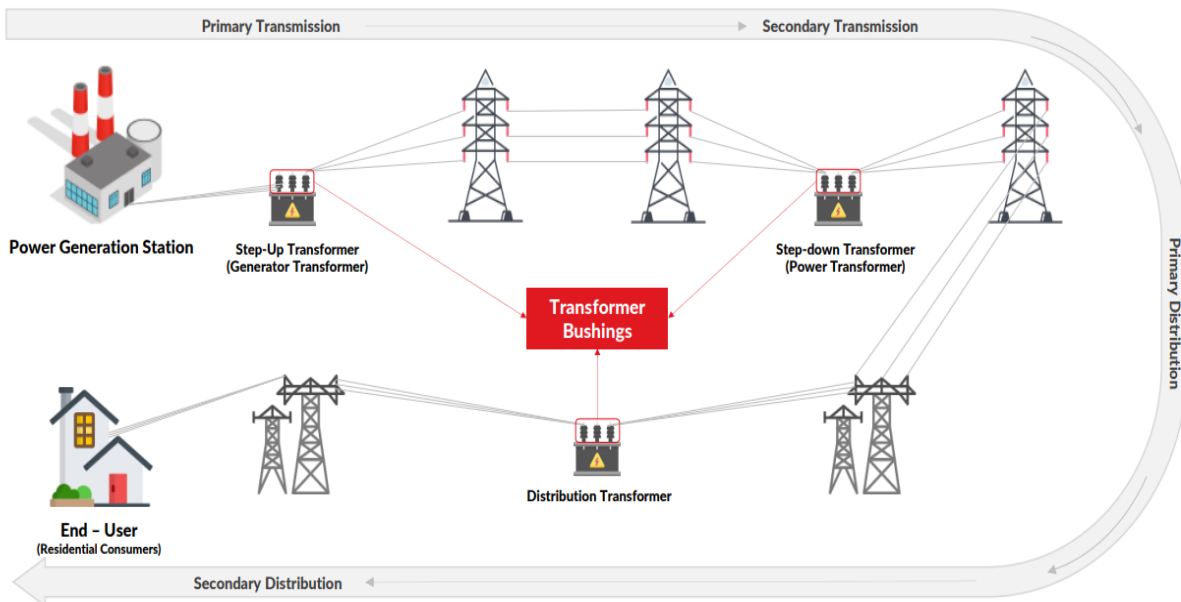 Primary Transmission
Secondary Transmission
Power Generation Station
Step-Up Transformer
(Generator Transformer)
Step-down Transformer
(Power Transformer)
Transformer
Bushings
Primary Distribution
Distribution Transformer
End – User
(Residential Consumers)
Secondary Distribution